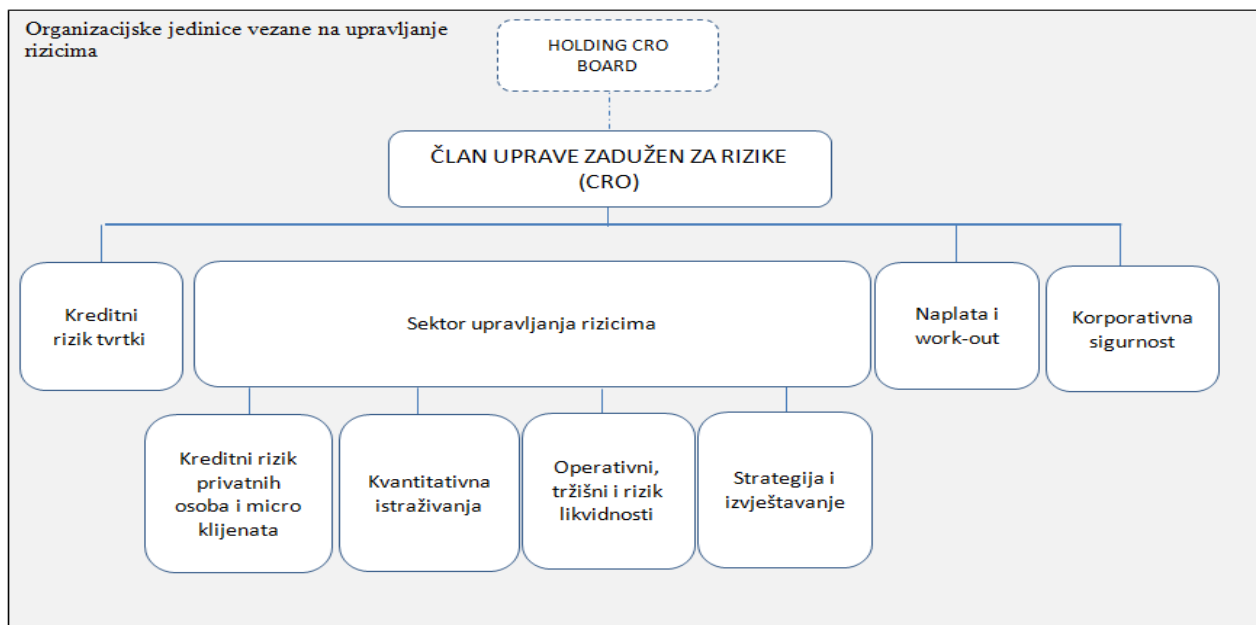 Organizacijske jedinice vezane na upravljanje
rizicima
HOLDING CRO
BOARD
ČLAN UPRAVE ZADUŽEN ZA RIZIKE
(CRO)
Kreditni
rizik tvrtki
Sektor upravljanja rizicima
Naplata i
work-out
Korporativna
sigurnost
Kreditni rizik
privatnih
osoba i micro
klijenata
Kvantitativna
istraživanja
Operativni,
tržišni i rizik
likvidnosti
Strategija i
izvještavanje